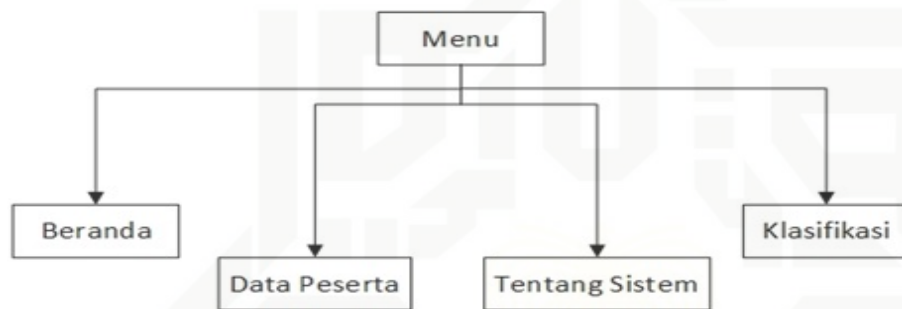 Menu
Beranda
Klasifikasi
Data Peserta
Tentang Sistem